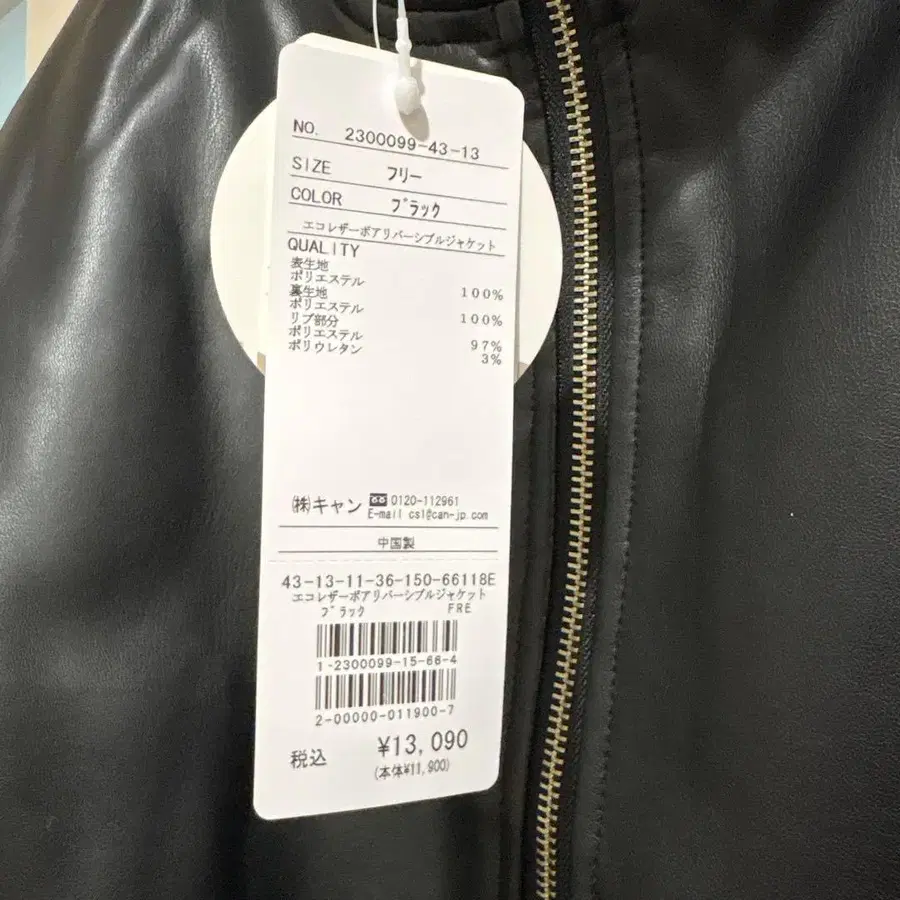 NO. 2300099-43-13
SIZE フリー
COLOR ブラック
エコレザーボアリバーシブルジャケット
QUALITY
表生地
ポリエステル 100%
裏生地
ポリエステル 100%
リブ部分
ポリエステル 97%
ポリウレタン 3%
㈱キャン 0120-112961
E-mail cs1@can-jp.com
中国製
43-13-11-36-150-66118E
エコレザーボアリバーシブルジャケット
ブラック FRE
1-2300099-15-66-4
2-00000-011900-7
税込 ¥13,090
(本体¥11,900)